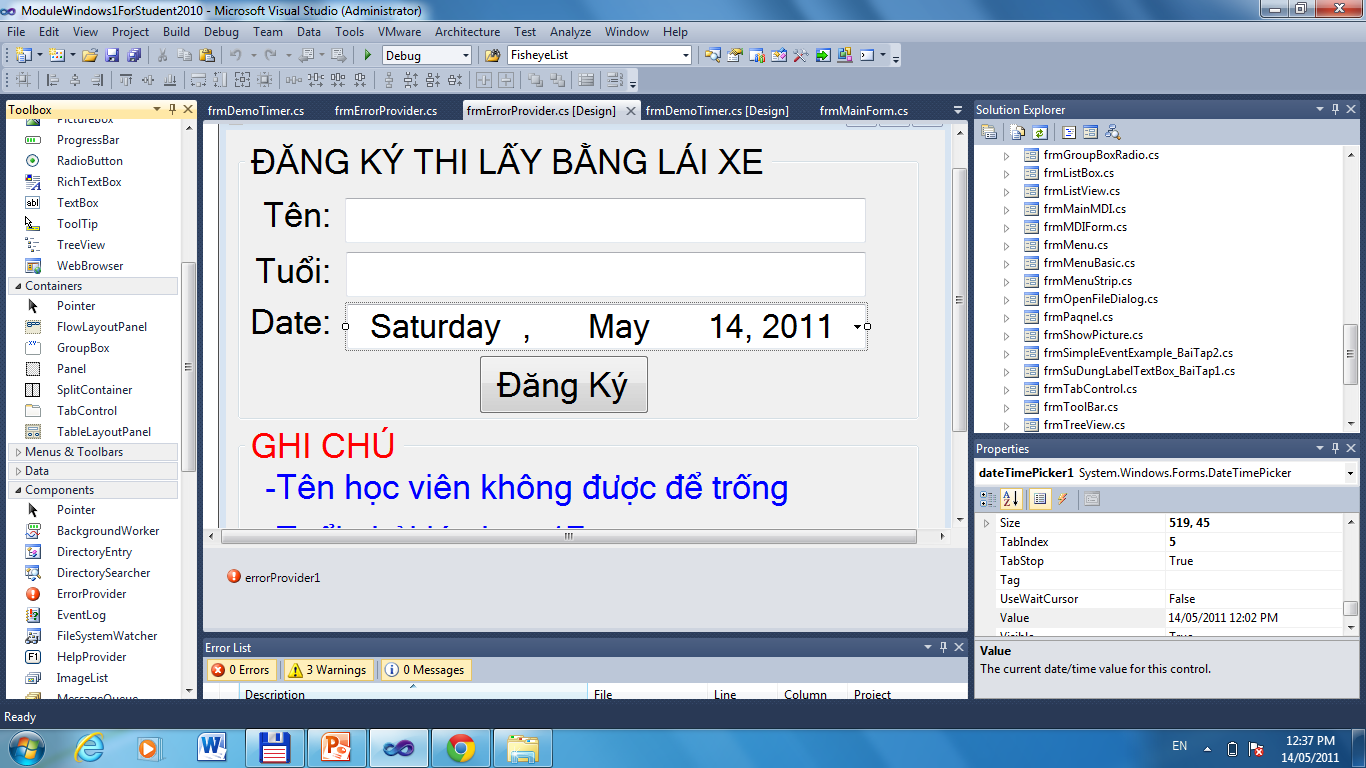 ModuleWindows1ForStudent2010 - Microsoft Visual Studio (Administrator)
File Edit View Project Build Debug Team Data Tools VMware Architecture Test Analyze Window Help
Debug FisheyeList
Toolbox
PictureBox
ProgressBar
RadioButton
RichTextBox
TextBox
ToolTip
TreeView
WebBrowser
Containers
Pointer
FlowLayoutPanel
GroupBox
Panel
SplitContainer
TabControl
TableLayoutPanel
Menus & Toolbars
Data
Components
Pointer
BackgroundWorker
DirectoryEntry
DirectorySearcher
ErrorProvider
EventLog
FileSystemWatcher
HelpProvider
ImageList
MessageQueue
frmDemoTimer.cs frmErrorProvider.cs frmErrorProvider.cs [Design] frmDemoTimer.cs [Design] frmMainForm.cs
ĐĂNG KÝ THI LẤY BẰNG LÁI XE
Tên:
Tuổi:
Date: Saturday , May 14, 2011
Đăng Ký
GHI CHÚ
-Tên học viên không được để trống
errorProvider1
Error List
0 Errors 3 Warnings 0 Messages
Description File Line Column Project
Solution Explorer
frmGroupBoxRadio.cs
frmListBox.cs
frmListView.cs
frmMainMDI.cs
frmMDIForm.cs
frmMenu.cs
frmMenuBasic.cs
frmMenuStrip.cs
frmOpenFileDialog.cs
frmPaqnel.cs
frmShowPicture.cs
frmSimpleEventExample_BaiTap2.cs
frmSuDungLabelTextBox_BaiTap1.cs
frmTabControl.cs
frmToolBar.cs
frmTreeView.cs
Properties
dateTimePicker1 System.Windows.Forms.DateTimePicker
Size 519, 45
TabIndex 5
TabStop True
Tag
UseWaitCursor False
Value 14/05/2011 12:02 PM
Visible True
Value
The current date/time value for this control.
Ready
EN 12:37 PM
14/05/2011